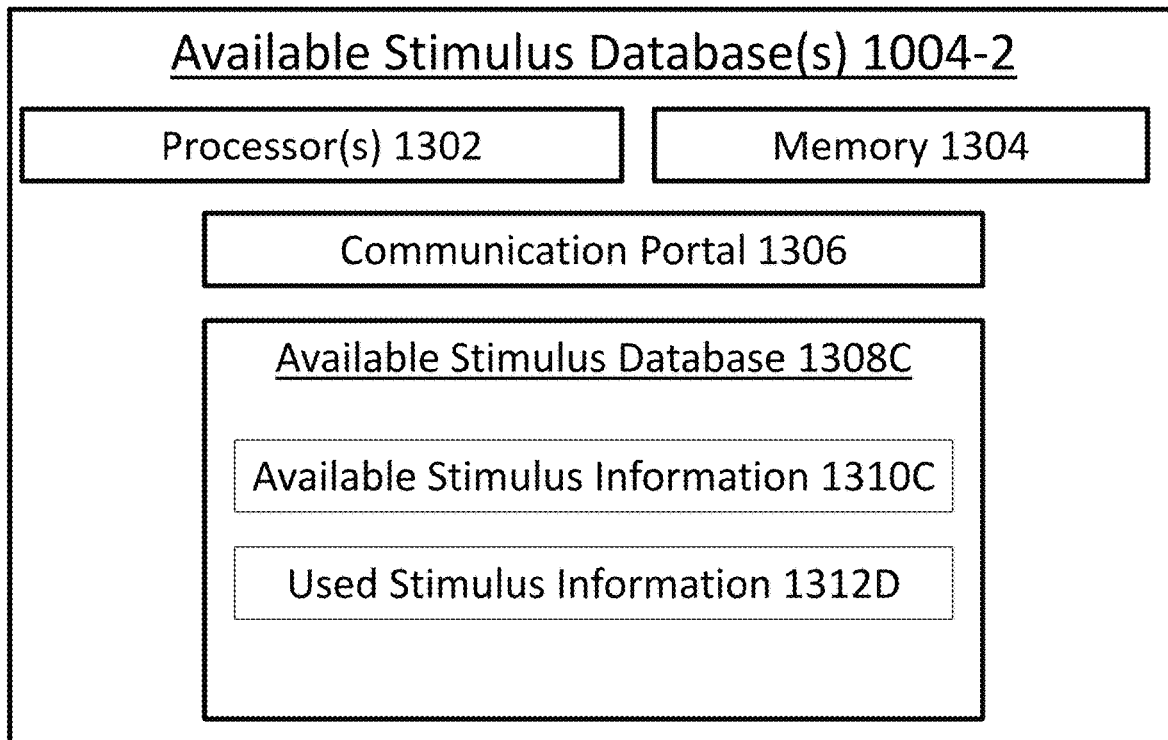 Available Stimulus Database(s) 1004-2
Processor(s) 1302
Memory 1304
Communication Portal 1306
Available Stimulus Database 1308C
Available Stimulus Information 1310C
Used Stimulus Information 1312D